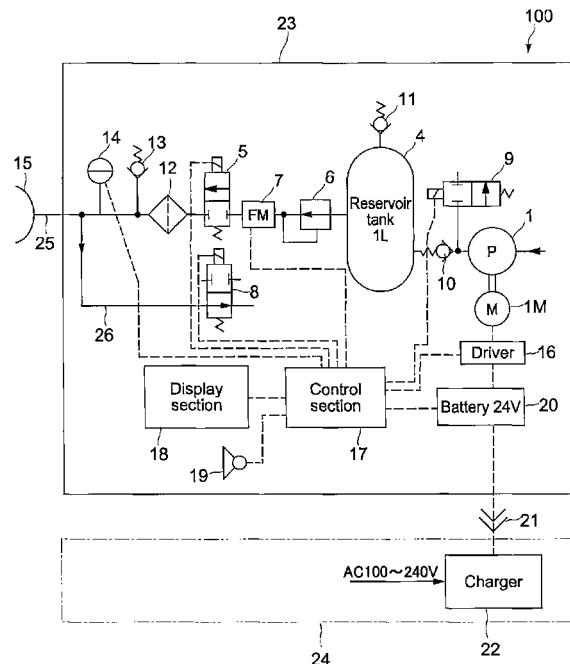 100
23
11
14
13
5
4
15
12
6
9
7
1
FM
Reservoir
tank
1L
P
25
10
8
M
1M
26
Driver
16
Display
section
Control
section
Battery 24V
20
18
19
17
21
AC100～240V
Charger
22
24